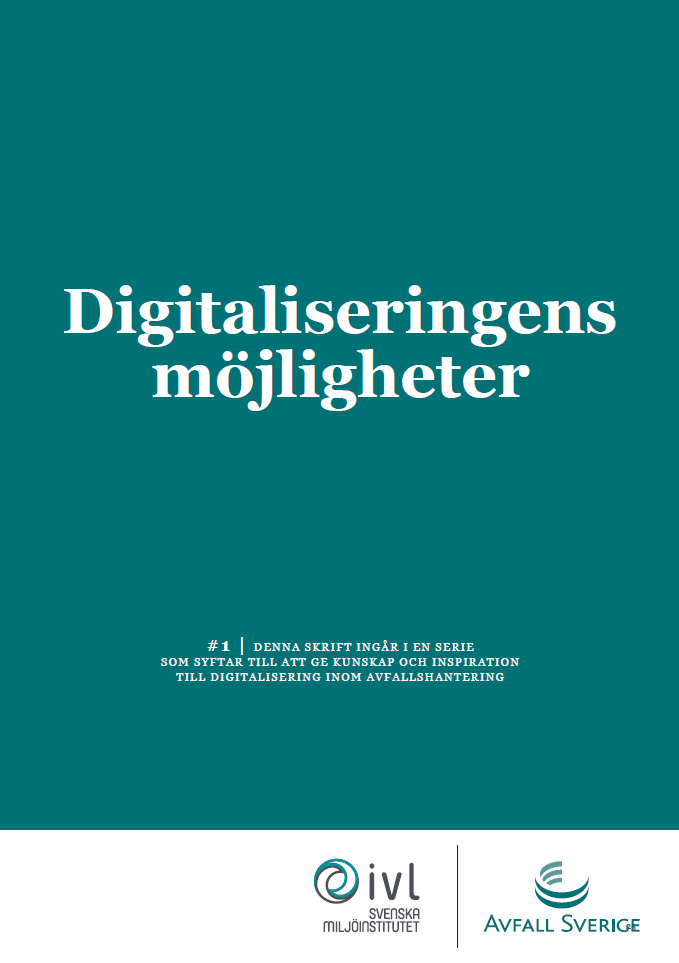 Digitaliseringens
möjligheter
#1 | DENNA SKRIFT INGÅR I EN SERIE
SOM SYFTAR TILL ATT GE KUNSKAP OCH INSPIRATION
TILL DIGITALISERING INOM AVFALLSHANTERING
ivl
SVENSKA
MILJÖINSTITUTET
AVFALL SVERIGE